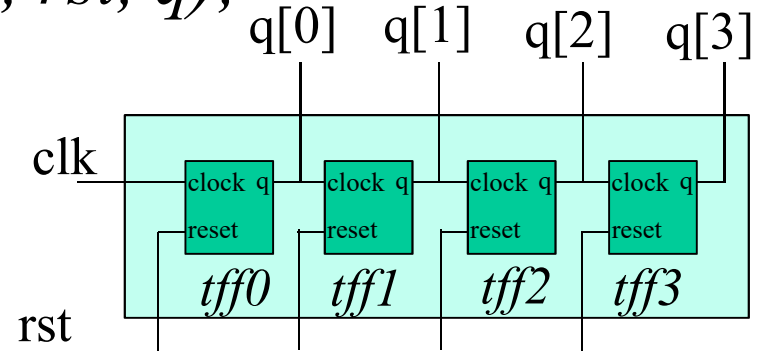 , rst, q);
q[0] q[1] q[2] q[3]
clk
clock q clock q clock q clock q
reset reset reset reset
tff0 tff1 tff2 tff3
rst